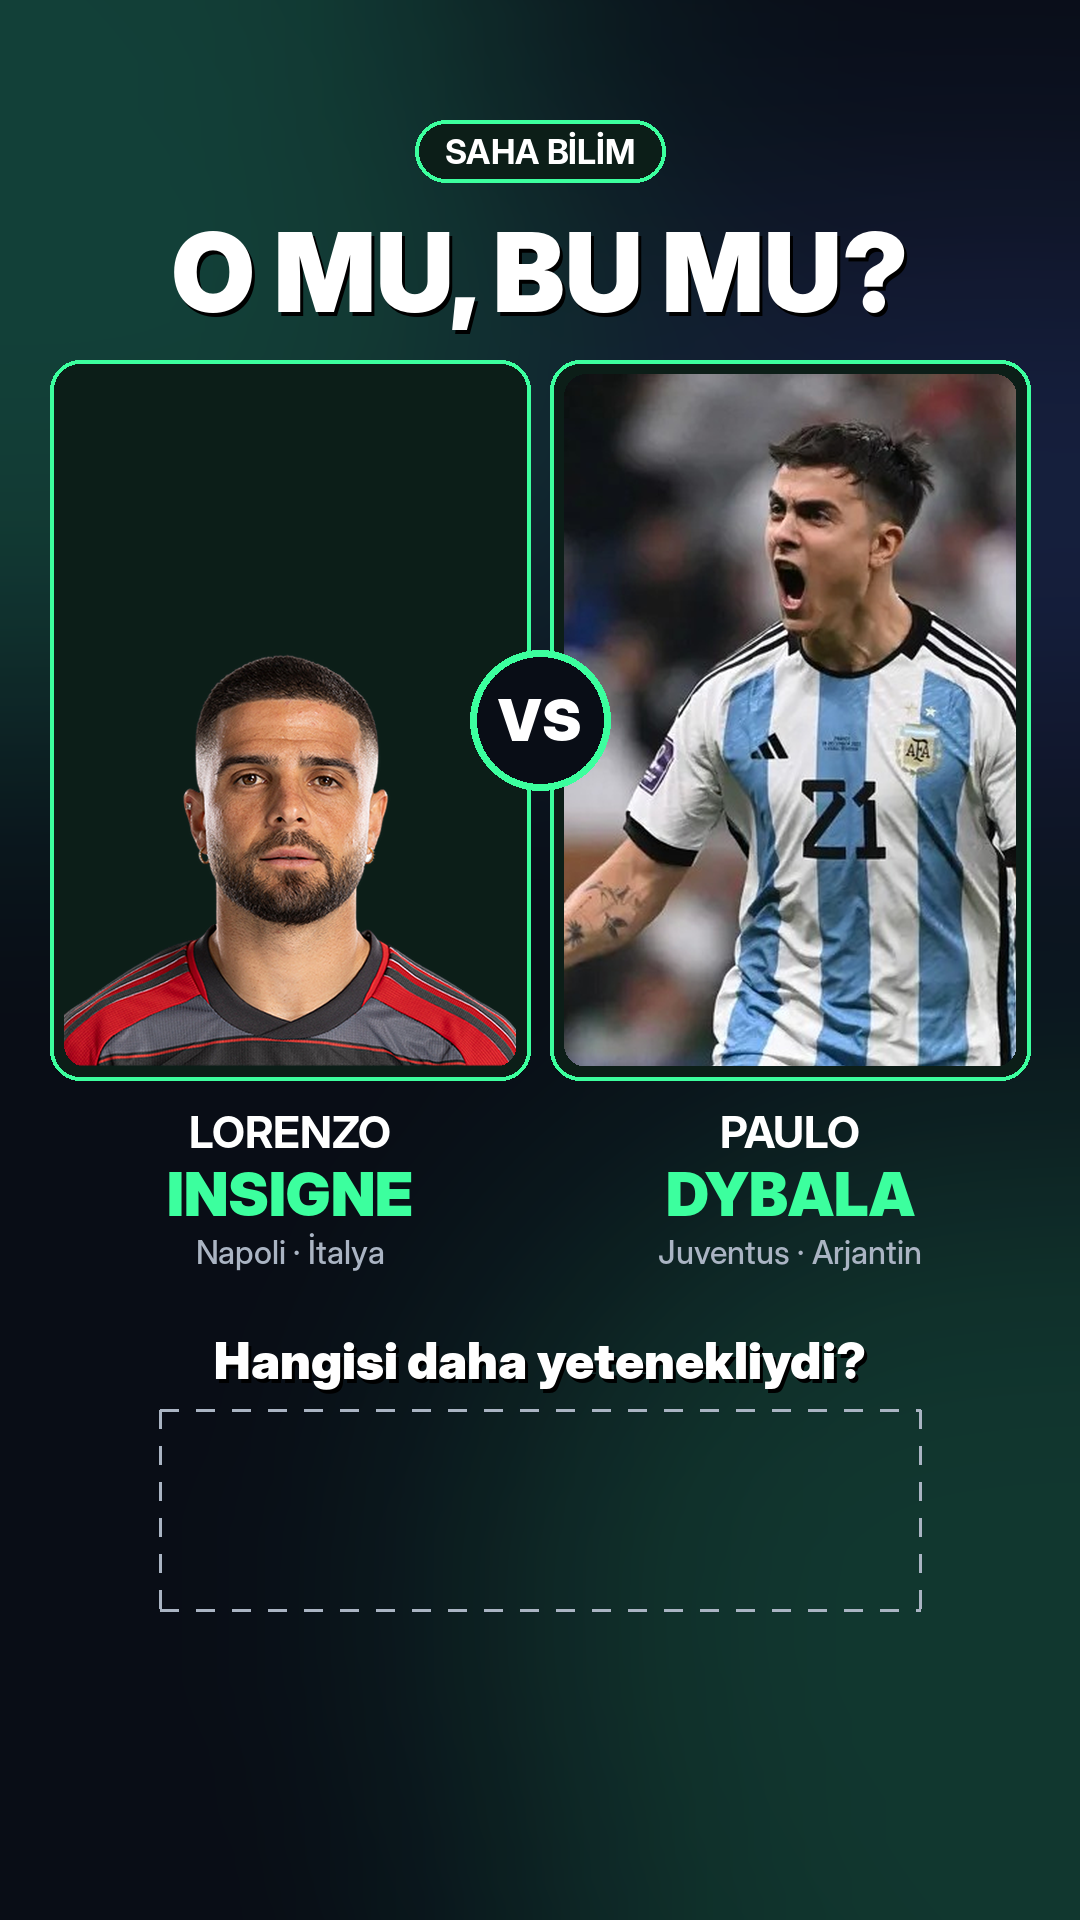 SAHA BİLİM
O MU, BU MU?
VS
21
AFA
LORENZO
INSIGNE
Napoli · İtalya
PAULO
DYBALA
Juventus · Arjantin
Hangisi daha yetenekliydi?